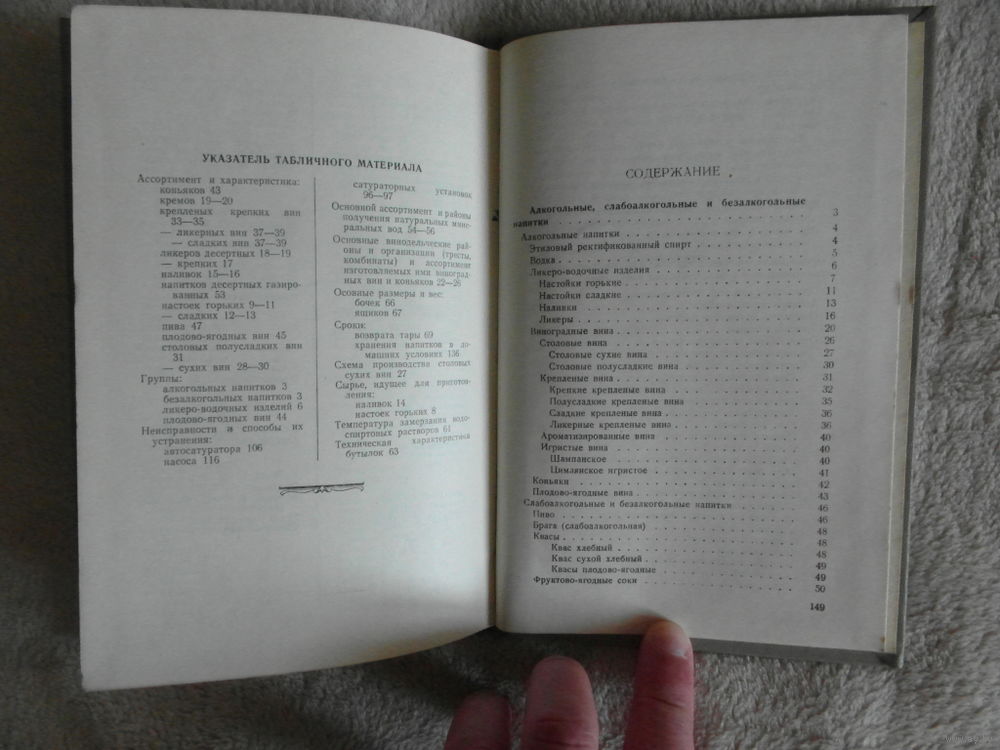 УКАЗАТЕЛЬ ТАБЛИЧНОГО МАТЕРИАЛА
Ассортимент и характеристика:
коньяков 43
кремов 19—20
крепленых крепких вин
33—35
— ликерных вин 37—39
— сладких вин 37—39
ликеров десертных 18—19
— крепких 17
наливок 15—16
напитков десертных газиро-
ванных 53
настоек горьких 9—11
— сладких 12—13
пива 47
плодово-ягодных вин 45
столовых полусладких вин
31
— сухих вин 28—30
Группы:
алкогольных напитков 3
безалкогольных напитков 3
ликеро-водочных изделий 6
плодово-ягодных вин 44
Неисправности и способы их
устранения:
автосатуратора 106
насоса 116
сатураторных установок
96—97
Основной ассортимент и районы
получения натуральных мине-
ральных вод 54—56
Основные винодельческие рай-
оны и организации (тресты,
комбинаты) и ассортимент
изготовляемых ими виноград-
ных вин и коньяков 22—26
Осовные размеры и вес:
бочек 66
ящиков 67
Сроки:
возврата тары 69
хранения напитков в до-
машних условиях 136
Схема производства столовых
сухих вин 27
Сырье, идущее для приготов-
ления:
наливок 14
настоек горьких 8
Температура замерзания водо-
спиртовых растворов 61
Техническая характеристика
бутылок 63
СОДЕРЖАНИЕ
Алкогольные, слабоалкогольные и безалкогольные
напитки . . . 3
Алкогольные напитки . . . 4
Этиловый ректификованный спирт . . . 4
Водка . . . 5
Ликеро-водочные изделия . . . 6
Настойки горькие . . . 7
Настойки сладкие . . . 11
Наливки . . . 13
Ликеры . . . 16
Виноградные вина . . . 20
Столовые вина . . . 26
Столовые сухие вина . . . 27
Столовые полусладкие вина . . . 30
Крепленые вина . . . 31
Крепкие крепленые вина . . . 32
Полусладкие крепленые вина . . . 35
Сладкие крепленые вина . . . 36
Ликерные крепленые вина . . . 36
Ароматизированные вина . . . 40
Игристые вина . . . 40
Шампанское . . . 40
Цимлянское игристое . . . 41
Коньяки . . . 42
Плодово-ягодные вина . . . 43
Слабоалкогольные и безалкогольные напитки . . . 46
Пиво . . . 46
Брага (слабоалкогольная) . . . 48
Квасы . . . 48
Квас хлебный . . . 48
Квас сухой хлебный . . . 49
Квасы плодово-ягодные . . . 49
Фруктово-ягодные соки . . . 50
149